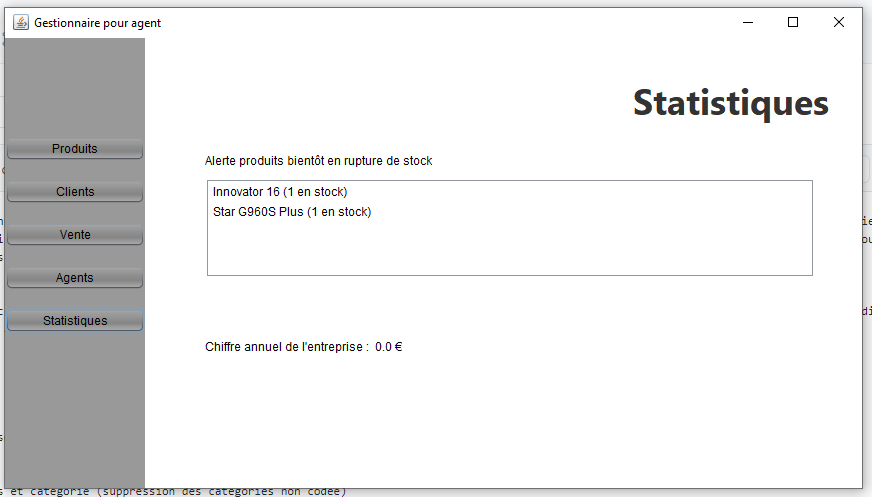 Gestionnaire pour agent
Statistiques
Produits
Clients
Vente
Agents
Statistiques
Alerte produits bientôt en rupture de stock
Innovator 16 (1 en stock)
Star G960S Plus (1 en stock)
Chiffre annuel de l'entreprise : 0.0 €
s et catégorie (suppression des catégories non codée)